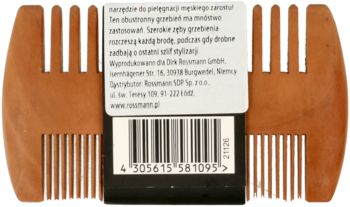 narzędzie do pielęgnacji męskiego zarostu!
Ten obustronny grzebień ma mnóstwo
zastosowań. Szerokie zęby grzebienia
rozczeszą każdą brodę, podczas gdy drobne
zadbają o ostatni szlif stylizacji.
Wyprodukowano dla Dirk Rossmann GmbH,
Isernhägener Str. 16, 30938 Burgwedel, Niemcy
Dystrybutor: Rossmann SDP Sp. z o.o.,
ul. św. Teresy 109, 91-222 Łódź.
www.rossmann.pl
21126
4 305615 581095 >